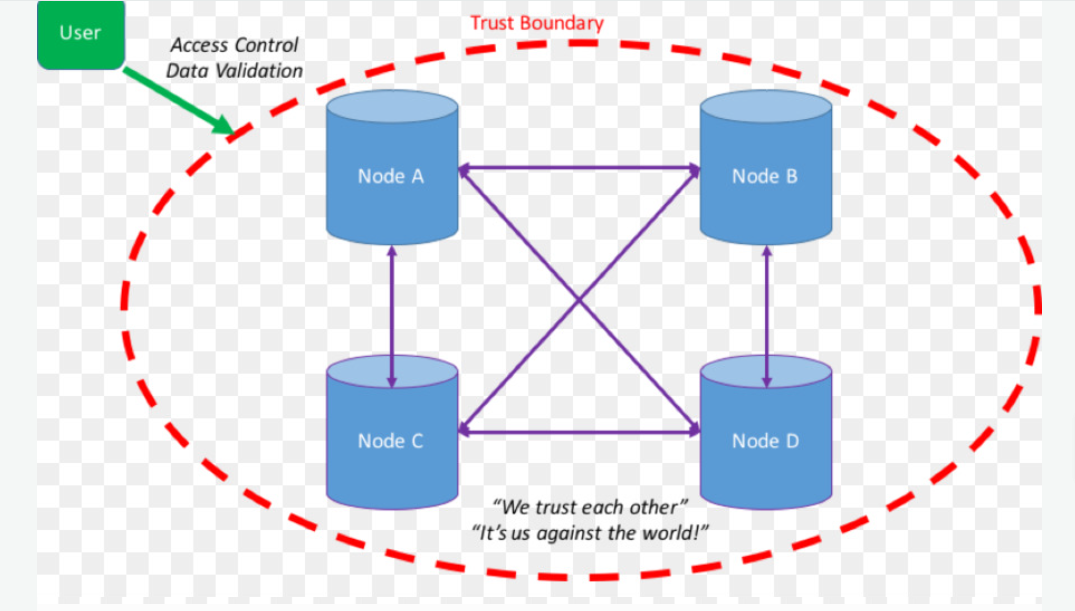 Trust Boundary
User
Access Control
Data Validation
Node A
Node B
Node C
Node D
“We trust each other”
“It’s us against the world!”